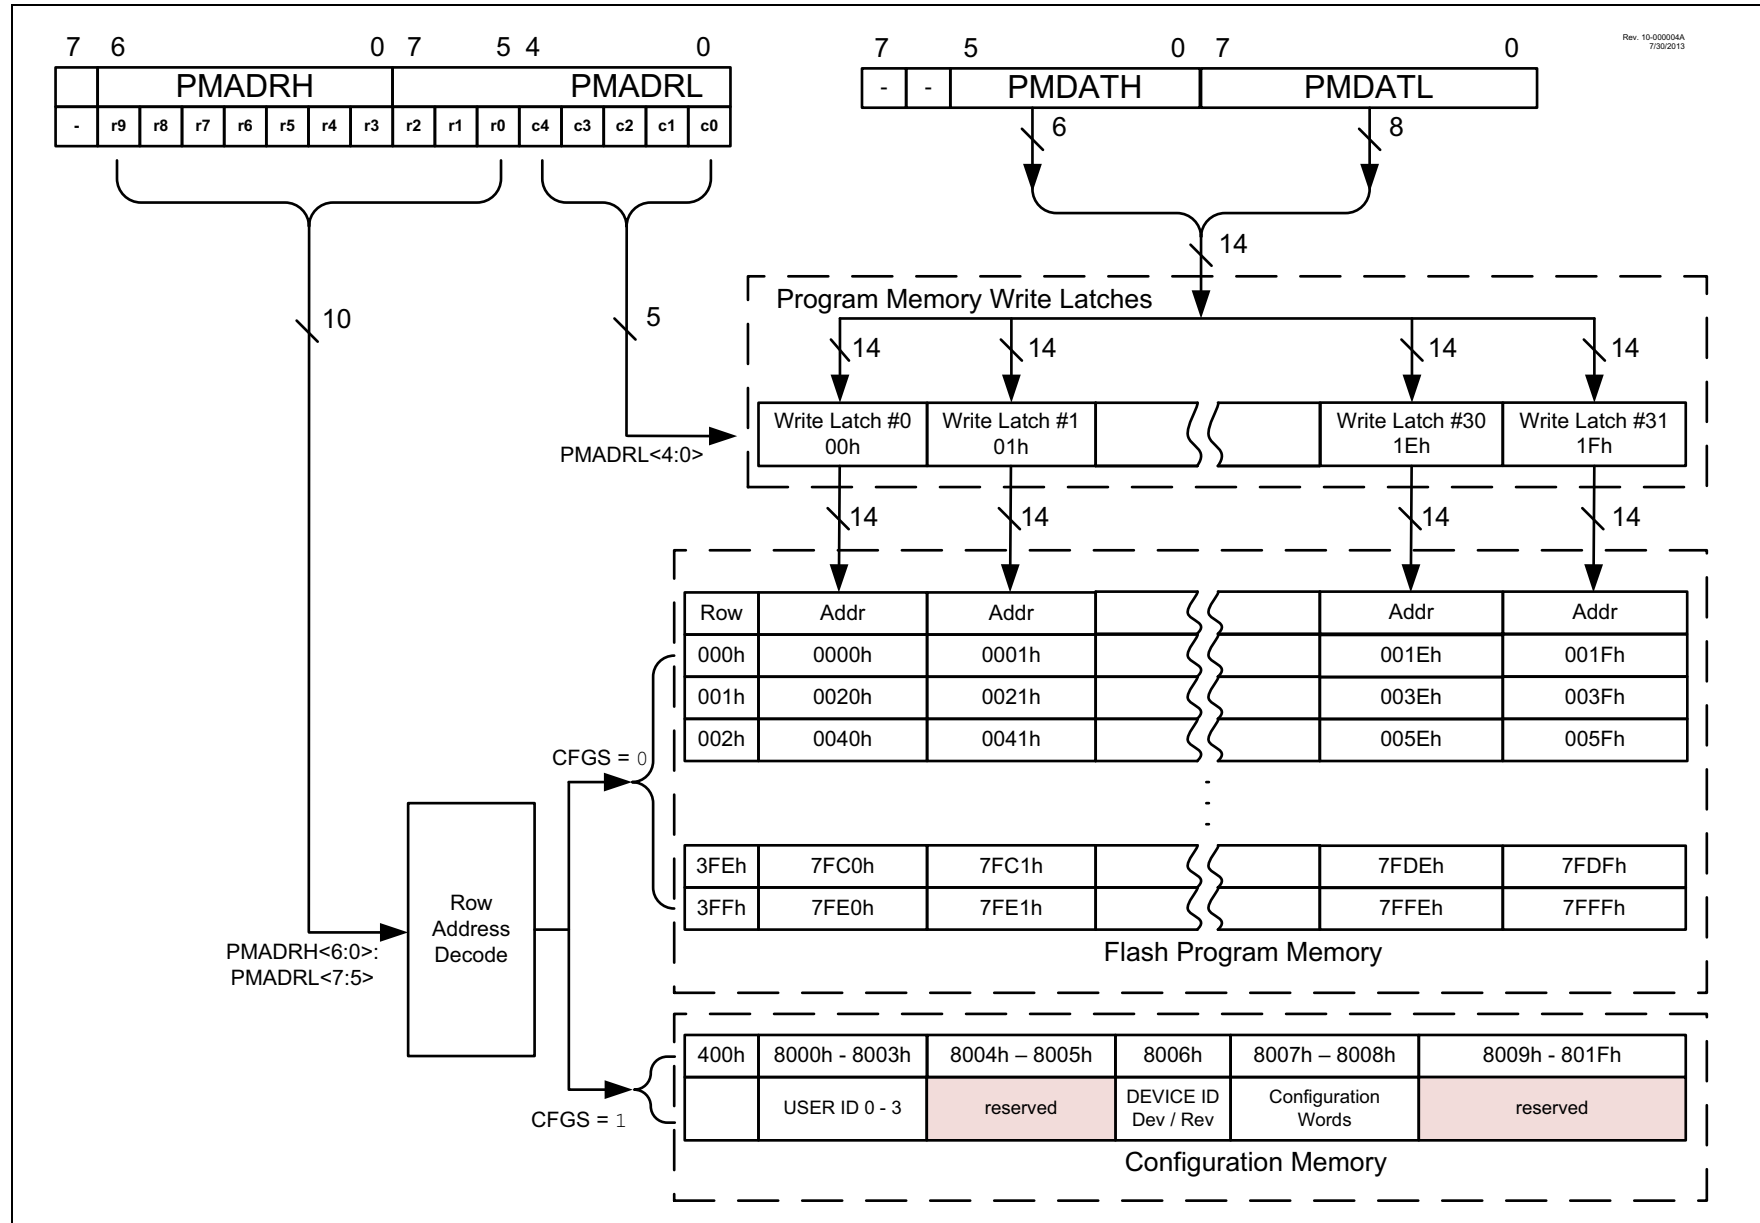 7 6 0 7 5 4 0
7 5 0 7 0
Rev. 10-000004A
7/30/2013
PMADRH PMADRL
- - PMDATH PMDATL
- r9 r8 r7 r6 r5 r4 r3 r2 r1 r0 c4 c3 c2 c1 c0
6 8
14
10 5
Program Memory Write Latches
14 14 14 14
PMADRL<4:0>
Write Latch #0 Write Latch #1 Write Latch #30 Write Latch #31
00h 01h 1Eh 1Fh
14 14 14 14
Row Addr Addr Addr Addr
000h 0000h 0001h 001Eh 001Fh
001h 0020h 0021h 003Eh 003Fh
002h 0040h 0041h 005Eh 005Fh
CFGS = 0
3FEh 7FC0h 7FC1h 7FDEh 7FDFh
3FFh 7FE0h 7FE1h 7FFEh 7FFFh
Flash Program Memory
Row
Address
Decode
PMADRH<6:0>:
PMADRL<7:5>
400h 8000h - 8003h 8004h – 8005h 8006h 8007h – 8008h 8009h - 801Fh
USER ID 0 - 3 reserved DEVICE ID Configuration reserved
Dev / Rev Words
CFGS = 1
Configuration Memory